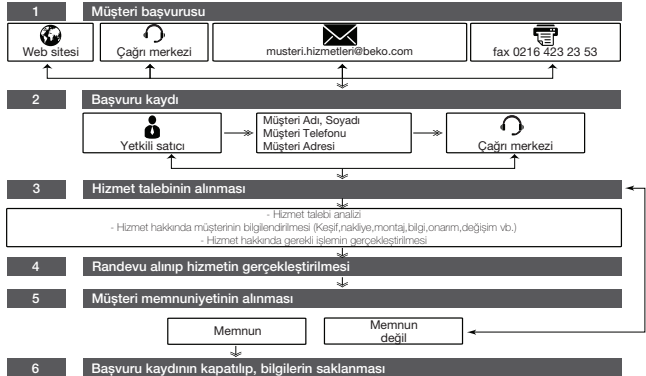 1 Müşteri başvurusu
Web sitesi
Çağrı merkezi
musteri.hizmetleri@beko.com
fax 0216 423 23 53
2 Başvuru kaydı
Yetkili satıcı
Müşteri Adı, Soyadı
Müşteri Telefonu
Müşteri Adresi
Çağrı merkezi
3 Hizmet talebinin alınması
- Hizmet talebi analizi
- Hizmet hakkında müşterinin bilgilendirilmesi (Keşif,nakliye,montaj,bilgi,onarım,değişim vb.)
- Hizmet hakkında gerekli işlemin gerçekleştirilmesi
4 Randevu alınıp hizmetin gerçekleştirilmesi
5 Müşteri memnuniyetinin alınması
Memnun
Memnun
değil
6 Başvuru kaydının kapatılıp, bilgilerin saklanması